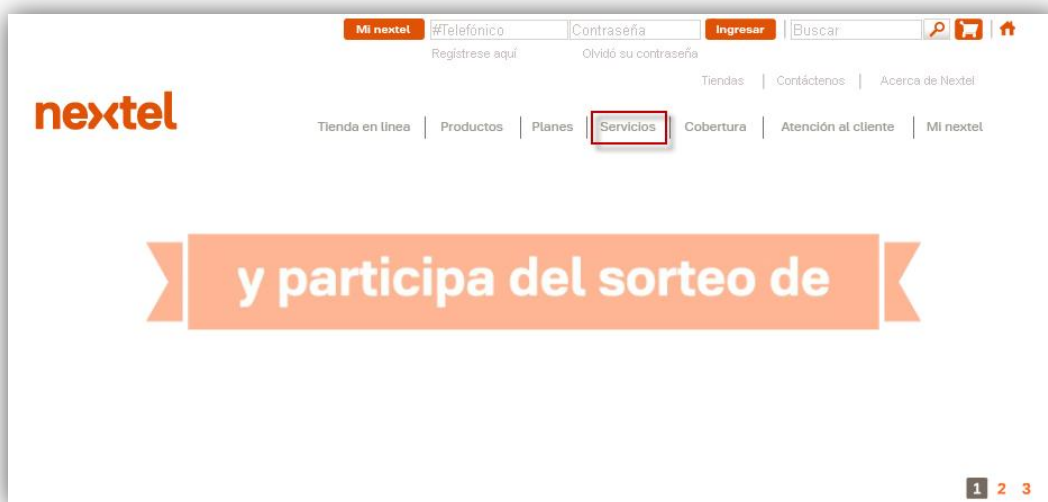 Mi nextel #Telefónico Contraseña Ingresar Buscar
Regístrese aquí Olvidó su contraseña
Tiendas | Contáctenos | Acerca de Nextel
nextel
Tienda en línea | Productos | Planes | Servicios | Cobertura | Atención al cliente | Mi nextel
y participa del sorteo de
1 2 3